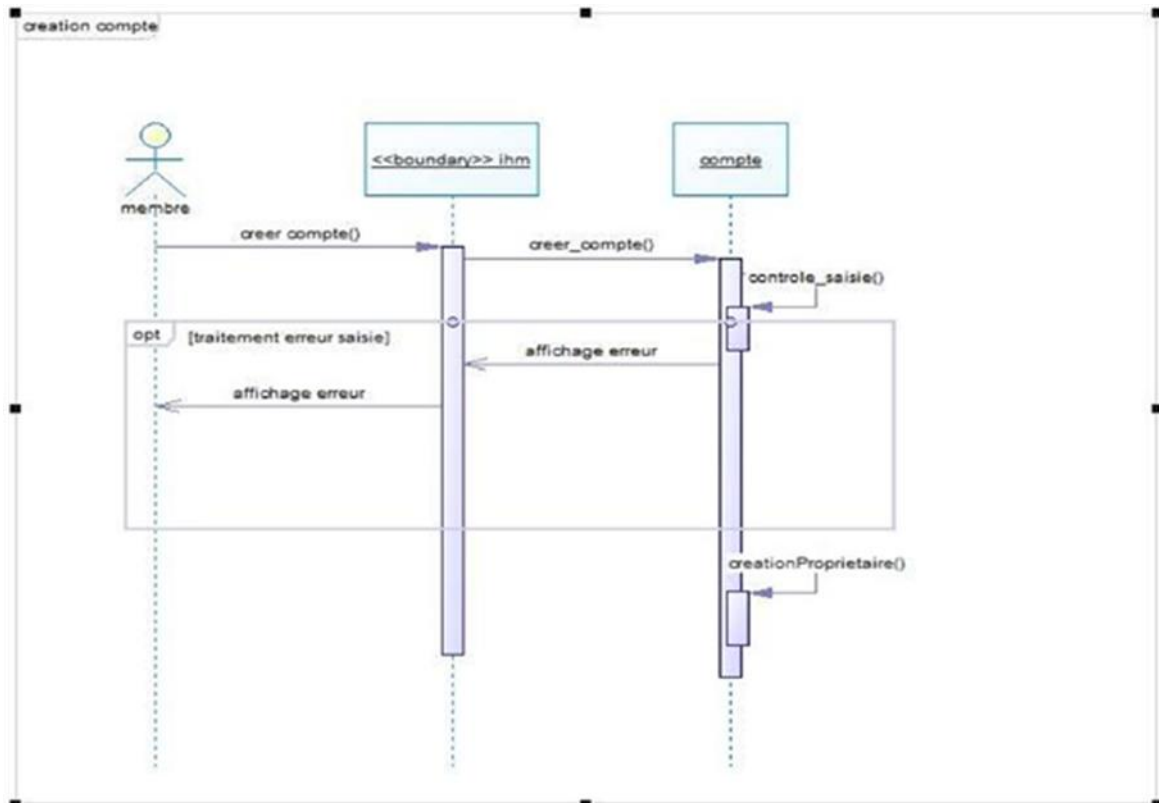 creation compte
membre
<<boundary>> ihm
compte
creer compte()
creer_compte()
controle_saisie()
opt
[traitement erreur saisie]
affichage erreur
affichage erreur
creationProprietaire()